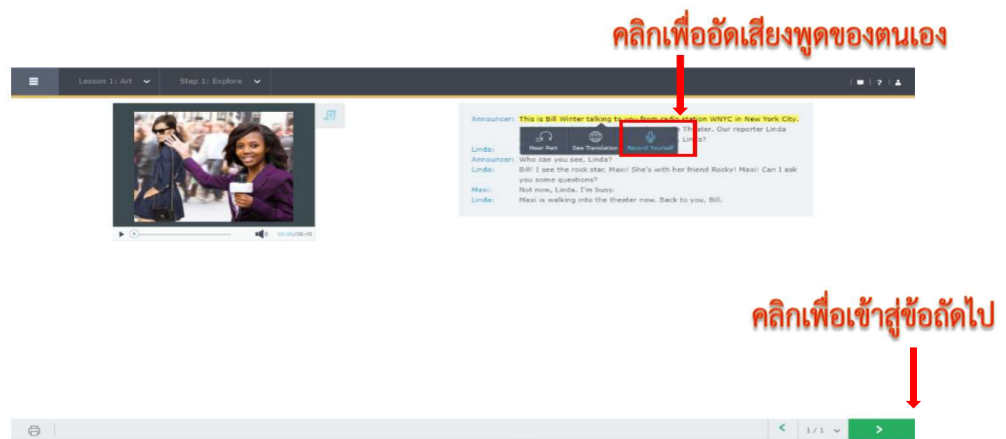 คลิกเพื่ออัดเสียงพูดของตนเอง
Lesson 1: Art
Step 1: Explore
?
Announcer: This is Bill Winter talking to you from radio station WNYC in New York City.
Theater. Our reporter Linda
Linda?
Hear Part
See Translation
Record Yourself
Linda:
Announcer: Who can you see, Linda?
Linda: Bill! I see the rock star, Maxi! She's with her friend Rocky! Maxi! Can I ask
you some questions?
Maxi: Not now, Linda. I'm busy.
Linda: Maxi is walking into the theater now. Back to you, Bill.
00:00/00:45
คลิกเพื่อเข้าสู่ข้อถัดไป
1/1